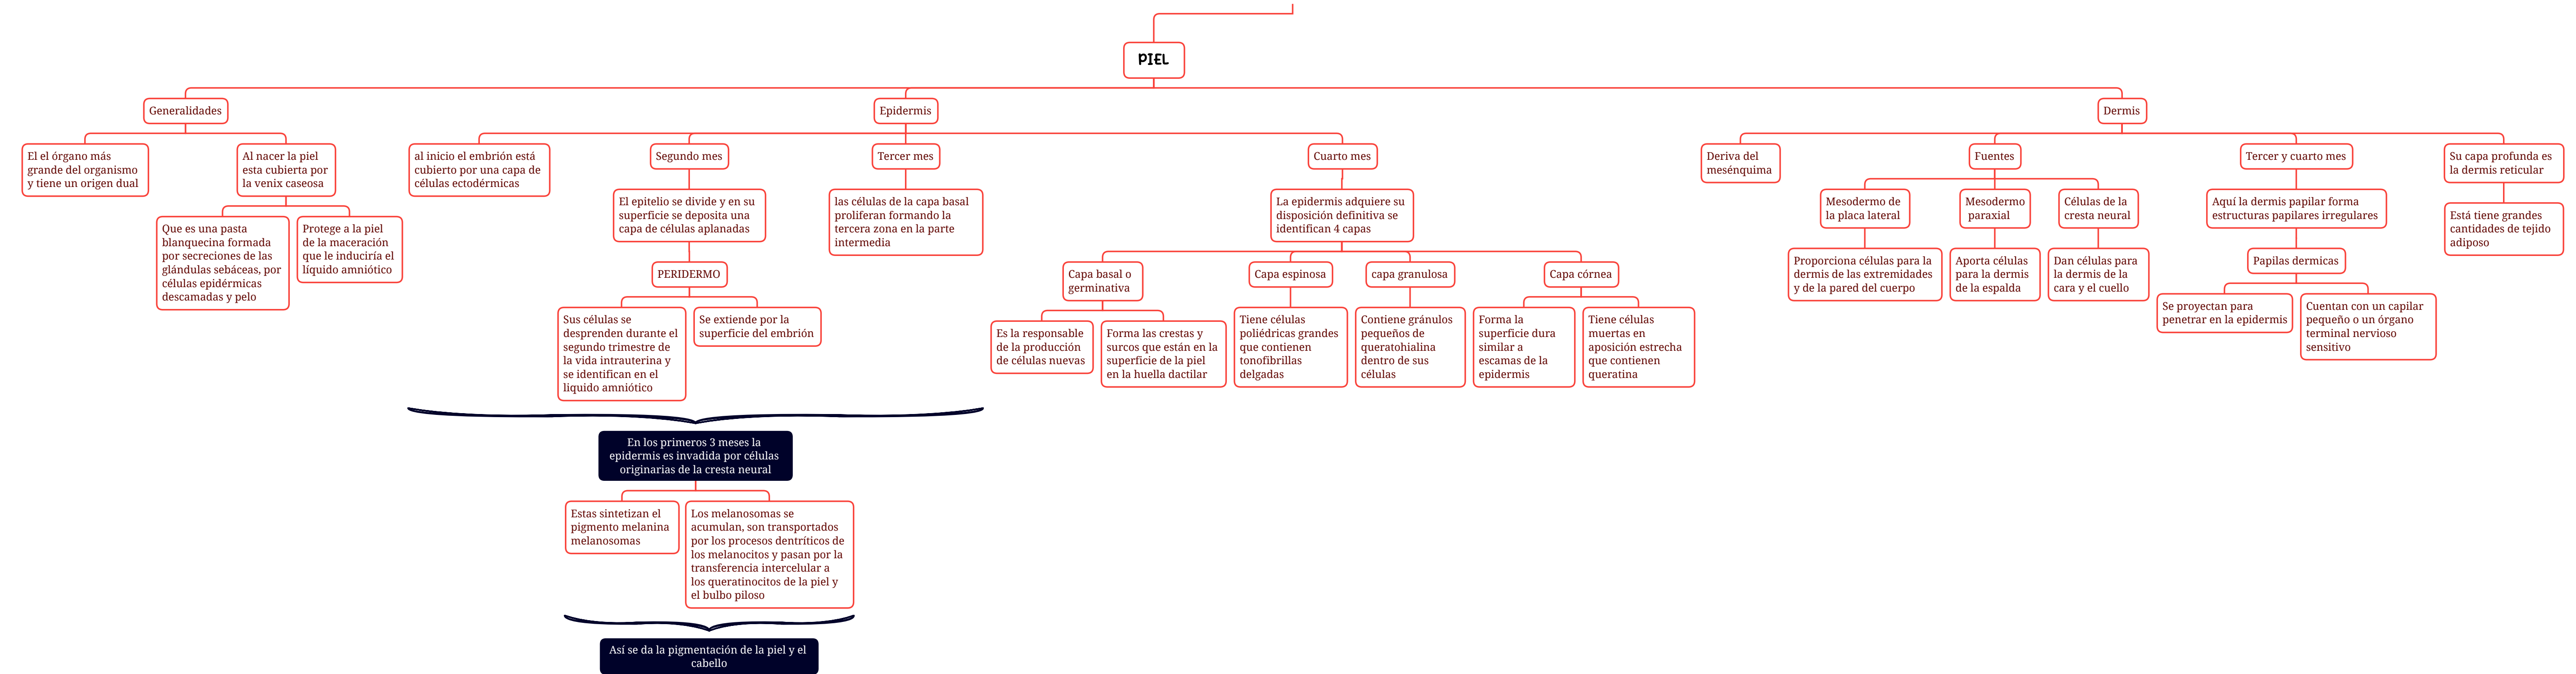 PIEL
Generalidades
El el órgano más
grande del organismo
y tiene un origen dual
Al nacer la piel
esta cubierta por
la venix caseosa
Que es una pasta
blanquecina formada
por secreciones de las
glándulas sebáceas, por
células epidérmicas
descamadas y pelo
Protege a la piel
de la maceración
que le induciría el
líquido amniótico
Epidermis
al inicio el embrión está
cubierto por una capa de
células ectodérmicas
Segundo mes
El epitelio se divide y en su
superficie se deposita una
capa de células aplanadas
PERIDERMO
Sus células se
desprenden durante el
segundo trimestre de
la vida intrauterina y
se identifican en el
liquido amniótico
Se extiende por la
superficie del embrión
Tercer mes
las células de la capa basal
proliferan formando la
tercera zona en la parte
intermedia
En los primeros 3 meses la
epidermis es invadida por células
originarias de la cresta neural
Estas sintetizan el
pigmento melanina
melanosomas
Los melanosomas se
acumulan, son transportados
por los procesos dentríticos de
los melanocitos y pasan por la
transferencia intercelular a
los queratinocitos de la piel y
el bulbo piloso
Así se da la pigmentación de la piel y el
cabello
Cuarto mes
La epidermis adquiere su
disposición definitiva se
identifican 4 capas
Capa basal o
germinativa
Es la responsable
de la producción
de células nuevas
Forma las crestas y
surcos que están en la
superficie de la piel
en la huella dactilar
Capa espinosa
Tiene células
poliédricas grandes
que contienen
tonofibrillas
delgadas
capa granulosa
Contiene gránulos
pequeños de
queratohialina
dentro de sus
células
Capa córnea
Forma la
superficie dura
similar a
escamas de la
epidermis
Tiene células
muertas en
aposición estrecha
que contienen
queratina
Dermis
Deriva del
mesénquima
Fuentes
Mesodermo de
la placa lateral
Proporciona células para la
dermis de las extremidades
y de la pared del cuerpo
Mesodermo
paraxial
Aporta células
para la dermis
de la espalda
Células de la
cresta neural
Dan células para
la dermis de la
cara y el cuello
Tercer y cuarto mes
Aquí la dermis papilar forma
estructuras papilares irregulares
Papilas dermicas
Se proyectan para
penetrar en la epidermis
Cuentan con un capilar
pequeño o un órgano
terminal nervioso
sensitivo
Su capa profunda es
la dermis reticular
Está tiene grandes
cantidades de tejido
adiposo